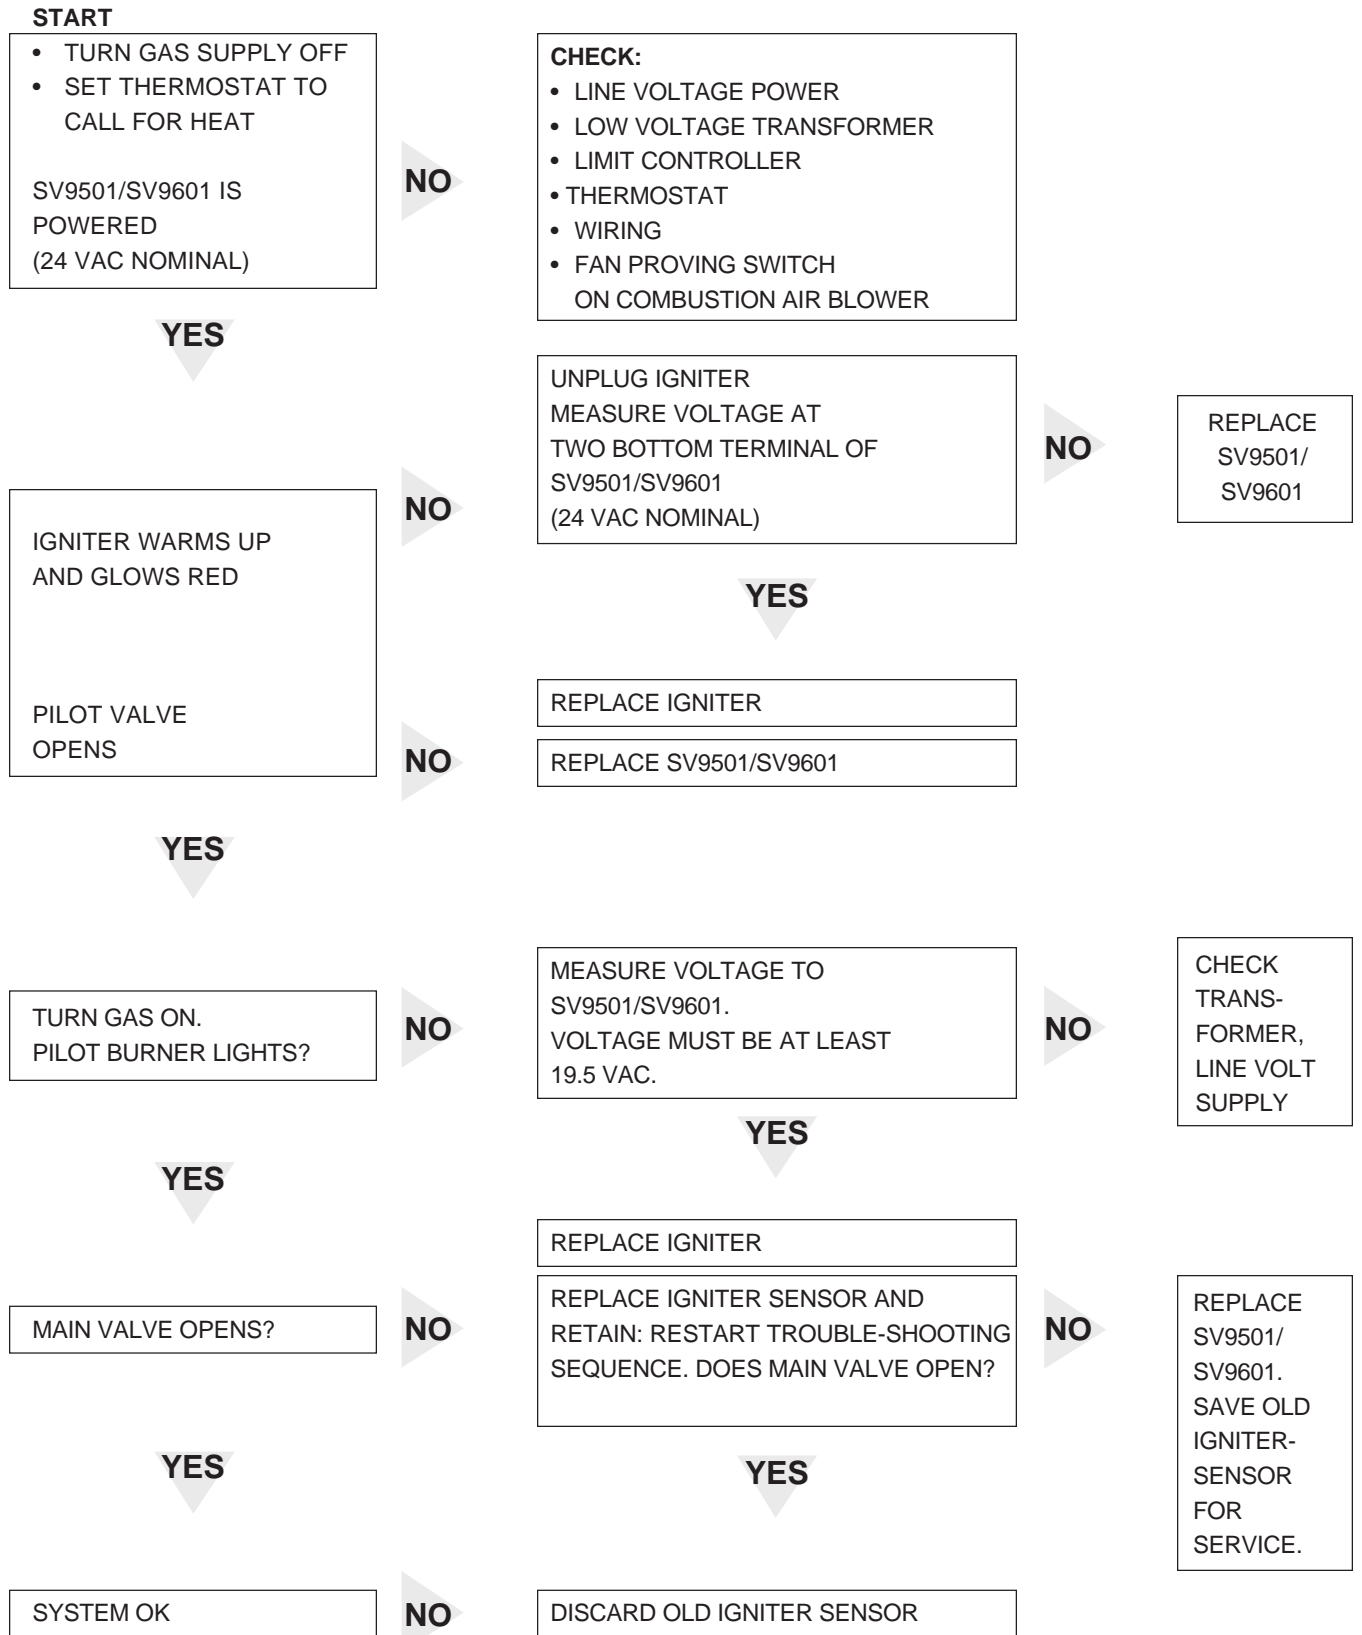 START
• TURN GAS SUPPLY OFF
• SET THERMOSTAT TO
CALL FOR HEAT
SV9501/SV9601 IS
POWERED
(24 VAC NOMINAL)
NO
CHECK:
• LINE VOLTAGE POWER
• LOW VOLTAGE TRANSFORMER
• LIMIT CONTROLLER
• THERMOSTAT
• WIRING
• FAN PROVING SWITCH
ON COMBUSTION AIR BLOWER
YES
IGNITER WARMS UP
AND GLOWS RED
NO
UNPLUG IGNITER
MEASURE VOLTAGE AT
TWO BOTTOM TERMINAL OF
SV9501/SV9601
(24 VAC NOMINAL)
NO
REPLACE
SV9501/
SV9601
YES
REPLACE IGNITER
PILOT VALVE
OPENS
NO
REPLACE SV9501/SV9601
YES
TURN GAS ON.
PILOT BURNER LIGHTS?
NO
MEASURE VOLTAGE TO
SV9501/SV9601.
VOLTAGE MUST BE AT LEAST
19.5 VAC.
NO
CHECK
TRANS-
FORMER,
LINE VOLT
SUPPLY
YES
YES
REPLACE IGNITER
MAIN VALVE OPENS?
NO
REPLACE IGNITER SENSOR AND
RETAIN: RESTART TROUBLE-SHOOTING
SEQUENCE. DOES MAIN VALVE OPEN?
NO
REPLACE
SV9501/
SV9601.
SAVE OLD
IGNITER-
SENSOR
FOR
SERVICE.
YES
YES
SYSTEM OK
NO
DISCARD OLD IGNITER SENSOR